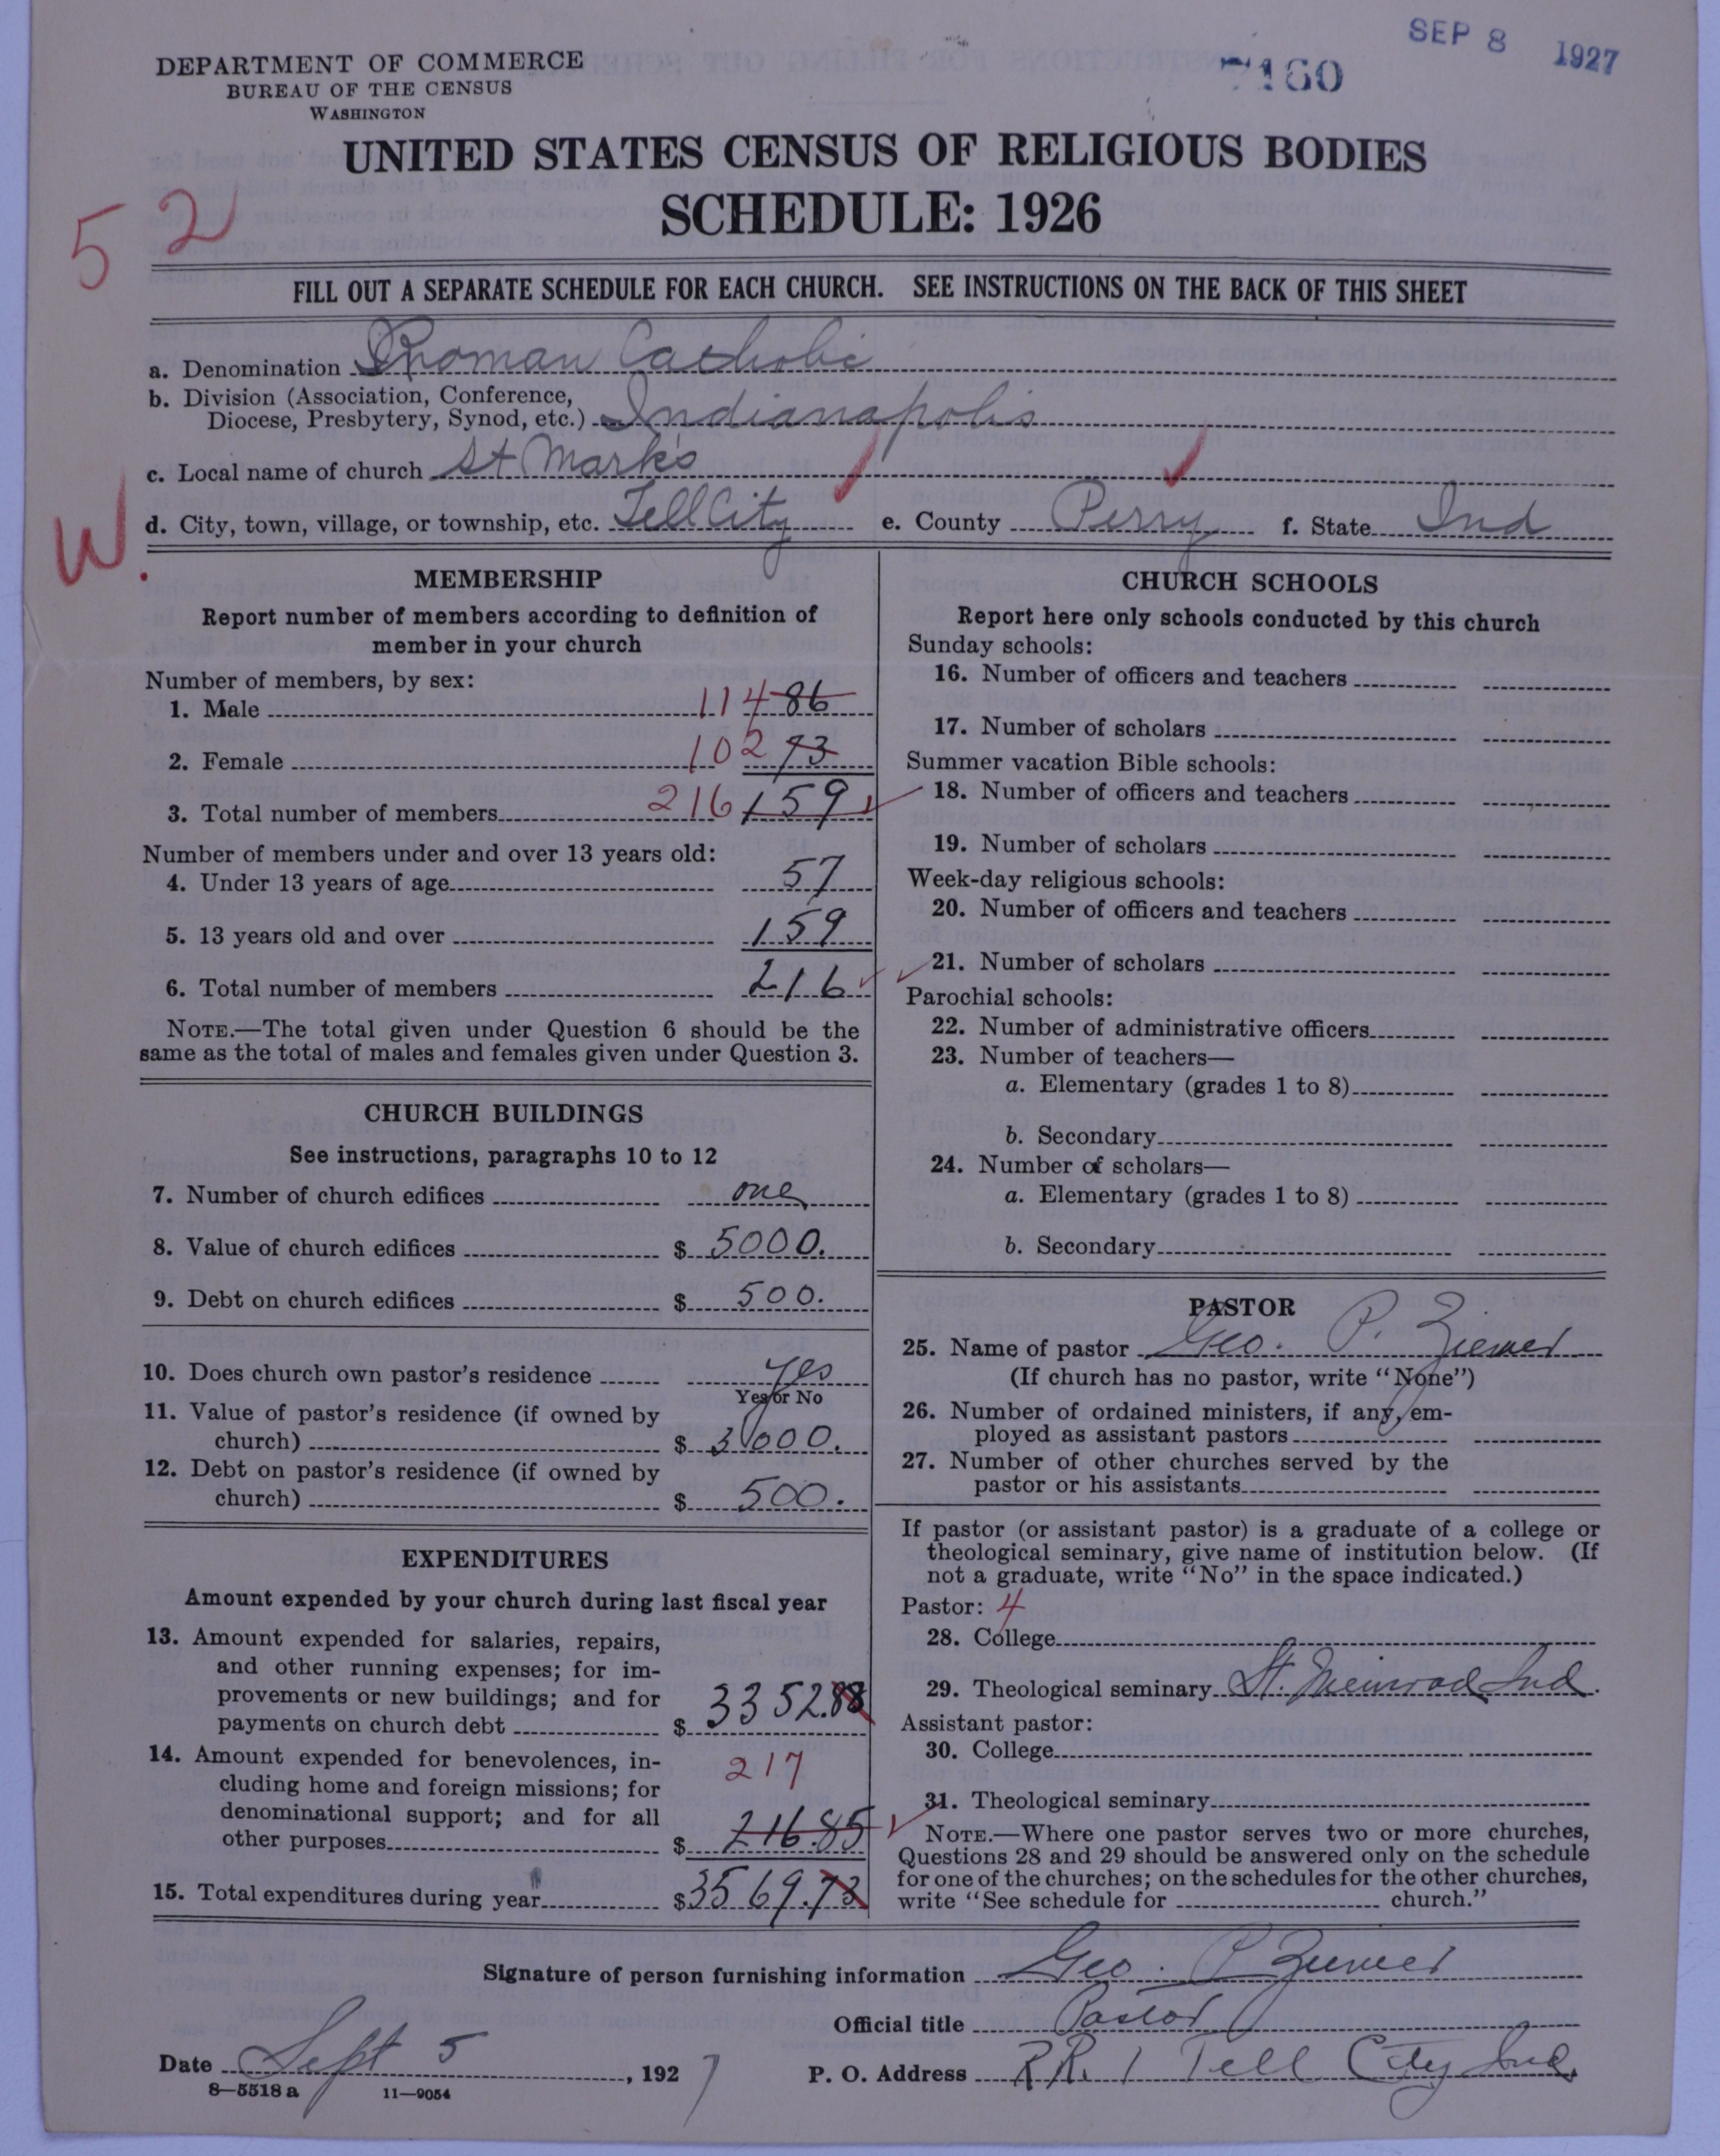 SEP 8 1927
7160
DEPARTMENT OF COMMERCE
BUREAU OF THE CENSUS
WASHINGTON
UNITED STATES CENSUS OF RELIGIOUS BODIES
SCHEDULE: 1926
52
FILL OUT A SEPARATE SCHEDULE FOR EACH CHURCH. SEE INSTRUCTIONS ON THE BACK OF THIS SHEET
a. Denomination Roman Catholic
b. Division (Association, Conference,
Diocese, Presbytery, Synod, etc.) Indianapolis
c. Local name of church St Mark's
W.
d. City, town, village, or township, etc. Tell City e. County Perry f. State Ind
MEMBERSHIP
Report number of members according to definition of
member in your church
Number of members, by sex:
1. Male 114 86
2. Female 102 73
3. Total number of members 216 159
Number of members under and over 13 years old:
4. Under 13 years of age 57
5. 13 years old and over 159
6. Total number of members 216
NOTE.—The total given under Question 6 should be the
same as the total of males and females given under Question 3.
CHURCH BUILDINGS
See instructions, paragraphs 10 to 12
7. Number of church edifices one
8. Value of church edifices $ 5000.
9. Debt on church edifices $ 500.
10. Does church own pastor's residence yes
Yes or No
11. Value of pastor's residence (if owned by
church) $ 3000.
12. Debt on pastor's residence (if owned by
church) $ 500.
EXPENDITURES
Amount expended by your church during last fiscal year
13. Amount expended for salaries, repairs,
and other running expenses; for im-
provements or new buildings; and for
payments on church debt $ 3352.88
14. Amount expended for benevolences, in-
217
cluding home and foreign missions; for
denominational support; and for all
other purposes $ 216.85
15. Total expenditures during year $ 3569.73
CHURCH SCHOOLS
Report here only schools conducted by this church
Sunday schools:
16. Number of officers and teachers
17. Number of scholars
Summer vacation Bible schools:
18. Number of officers and teachers
19. Number of scholars
Week-day religious schools:
20. Number of officers and teachers
21. Number of scholars
Parochial schools:
22. Number of administrative officers
23. Number of teachers—
a. Elementary (grades 1 to 8)
b. Secondary
24. Number of scholars—
a. Elementary (grades 1 to 8)
b. Secondary
PASTOR
25. Name of pastor Geo. P. Ziemer
(If church has no pastor, write "None")
26. Number of ordained ministers, if any, em-
ployed as assistant pastors
27. Number of other churches served by the
pastor or his assistants
If pastor (or assistant pastor) is a graduate of a college or
theological seminary, give name of institution below. (If
not a graduate, write "No" in the space indicated.)
Pastor: 4
28. College
29. Theological seminary St. Meinrad Ind.
Assistant pastor:
30. College
31. Theological seminary
NOTE.—Where one pastor serves two or more churches,
Questions 28 and 29 should be answered only on the schedule
for one of the churches; on the schedules for the other churches,
write "See schedule for church."
Signature of person furnishing information Geo. P Ziemer
Official title Pastor
Date Sept 5, 1927
P. O. Address R.R. 1 Tell City Ind.
8—5518 a 11—9054